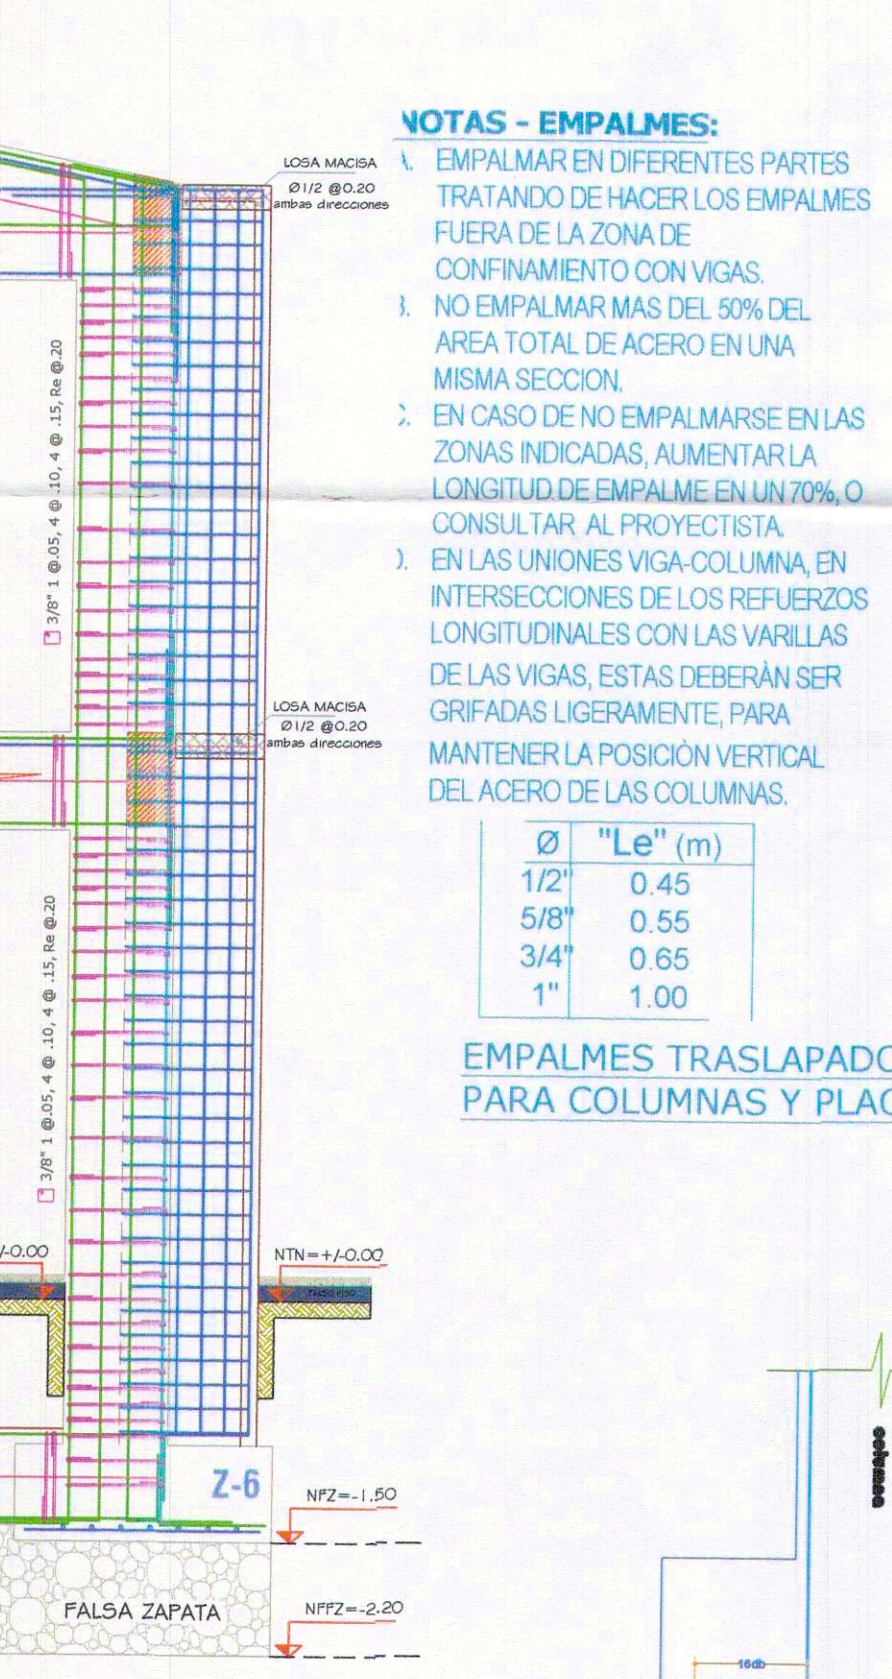 NOTAS - EMPALMES:
EMPALMAR EN DIFERENTES PARTES
TRATANDO DE HACER LOS EMPALMES
FUERA DE LA ZONA DE
CONFINAMIENTO CON VIGAS.
NO EMPALMAR MAS DEL 50% DEL
AREA TOTAL DE ACERO EN UNA
MISMA SECCION.
EN CASO DE NO EMPALMARSE EN LAS
ZONAS INDICADAS, AUMENTAR LA
LONGITUD DE EMPALME EN UN 70%, O
CONSULTAR AL PROYECTISTA.
EN LAS UNIONES VIGA-COLUMNA, EN
INTERSECCIONES DE LOS REFUERZOS
LONGITUDINALES CON LAS VARILLAS
DE LAS VIGAS, ESTAS DEBERÀN SER
GRIFADAS LIGERAMENTE, PARA
MANTENER LA POSICIÒN VERTICAL
DEL ACERO DE LAS COLUMNAS.
Ø "Le" (m)
1/2" 0.45
5/8" 0.55
3/4" 0.65
1" 1.00
EMPALMES TRASLAPADO
PARA COLUMNAS Y PLAC
LOSA MACISA
Ø1/2 @0.20
ambas direcciones
3/8" 1 @.05, 4 @ .10, 4 @ .15, Re @.20
LOSA MACISA
Ø1/2 @0.20
ambas direcciones
3/8" 1 @.05, 4 @ .10, 4 @ .15, Re @.20
/-0.00
NTN=+/-0.00
Z-6
NFZ=-1.50
FALSA ZAPATA
NFFZ=-2.20
columna
16db